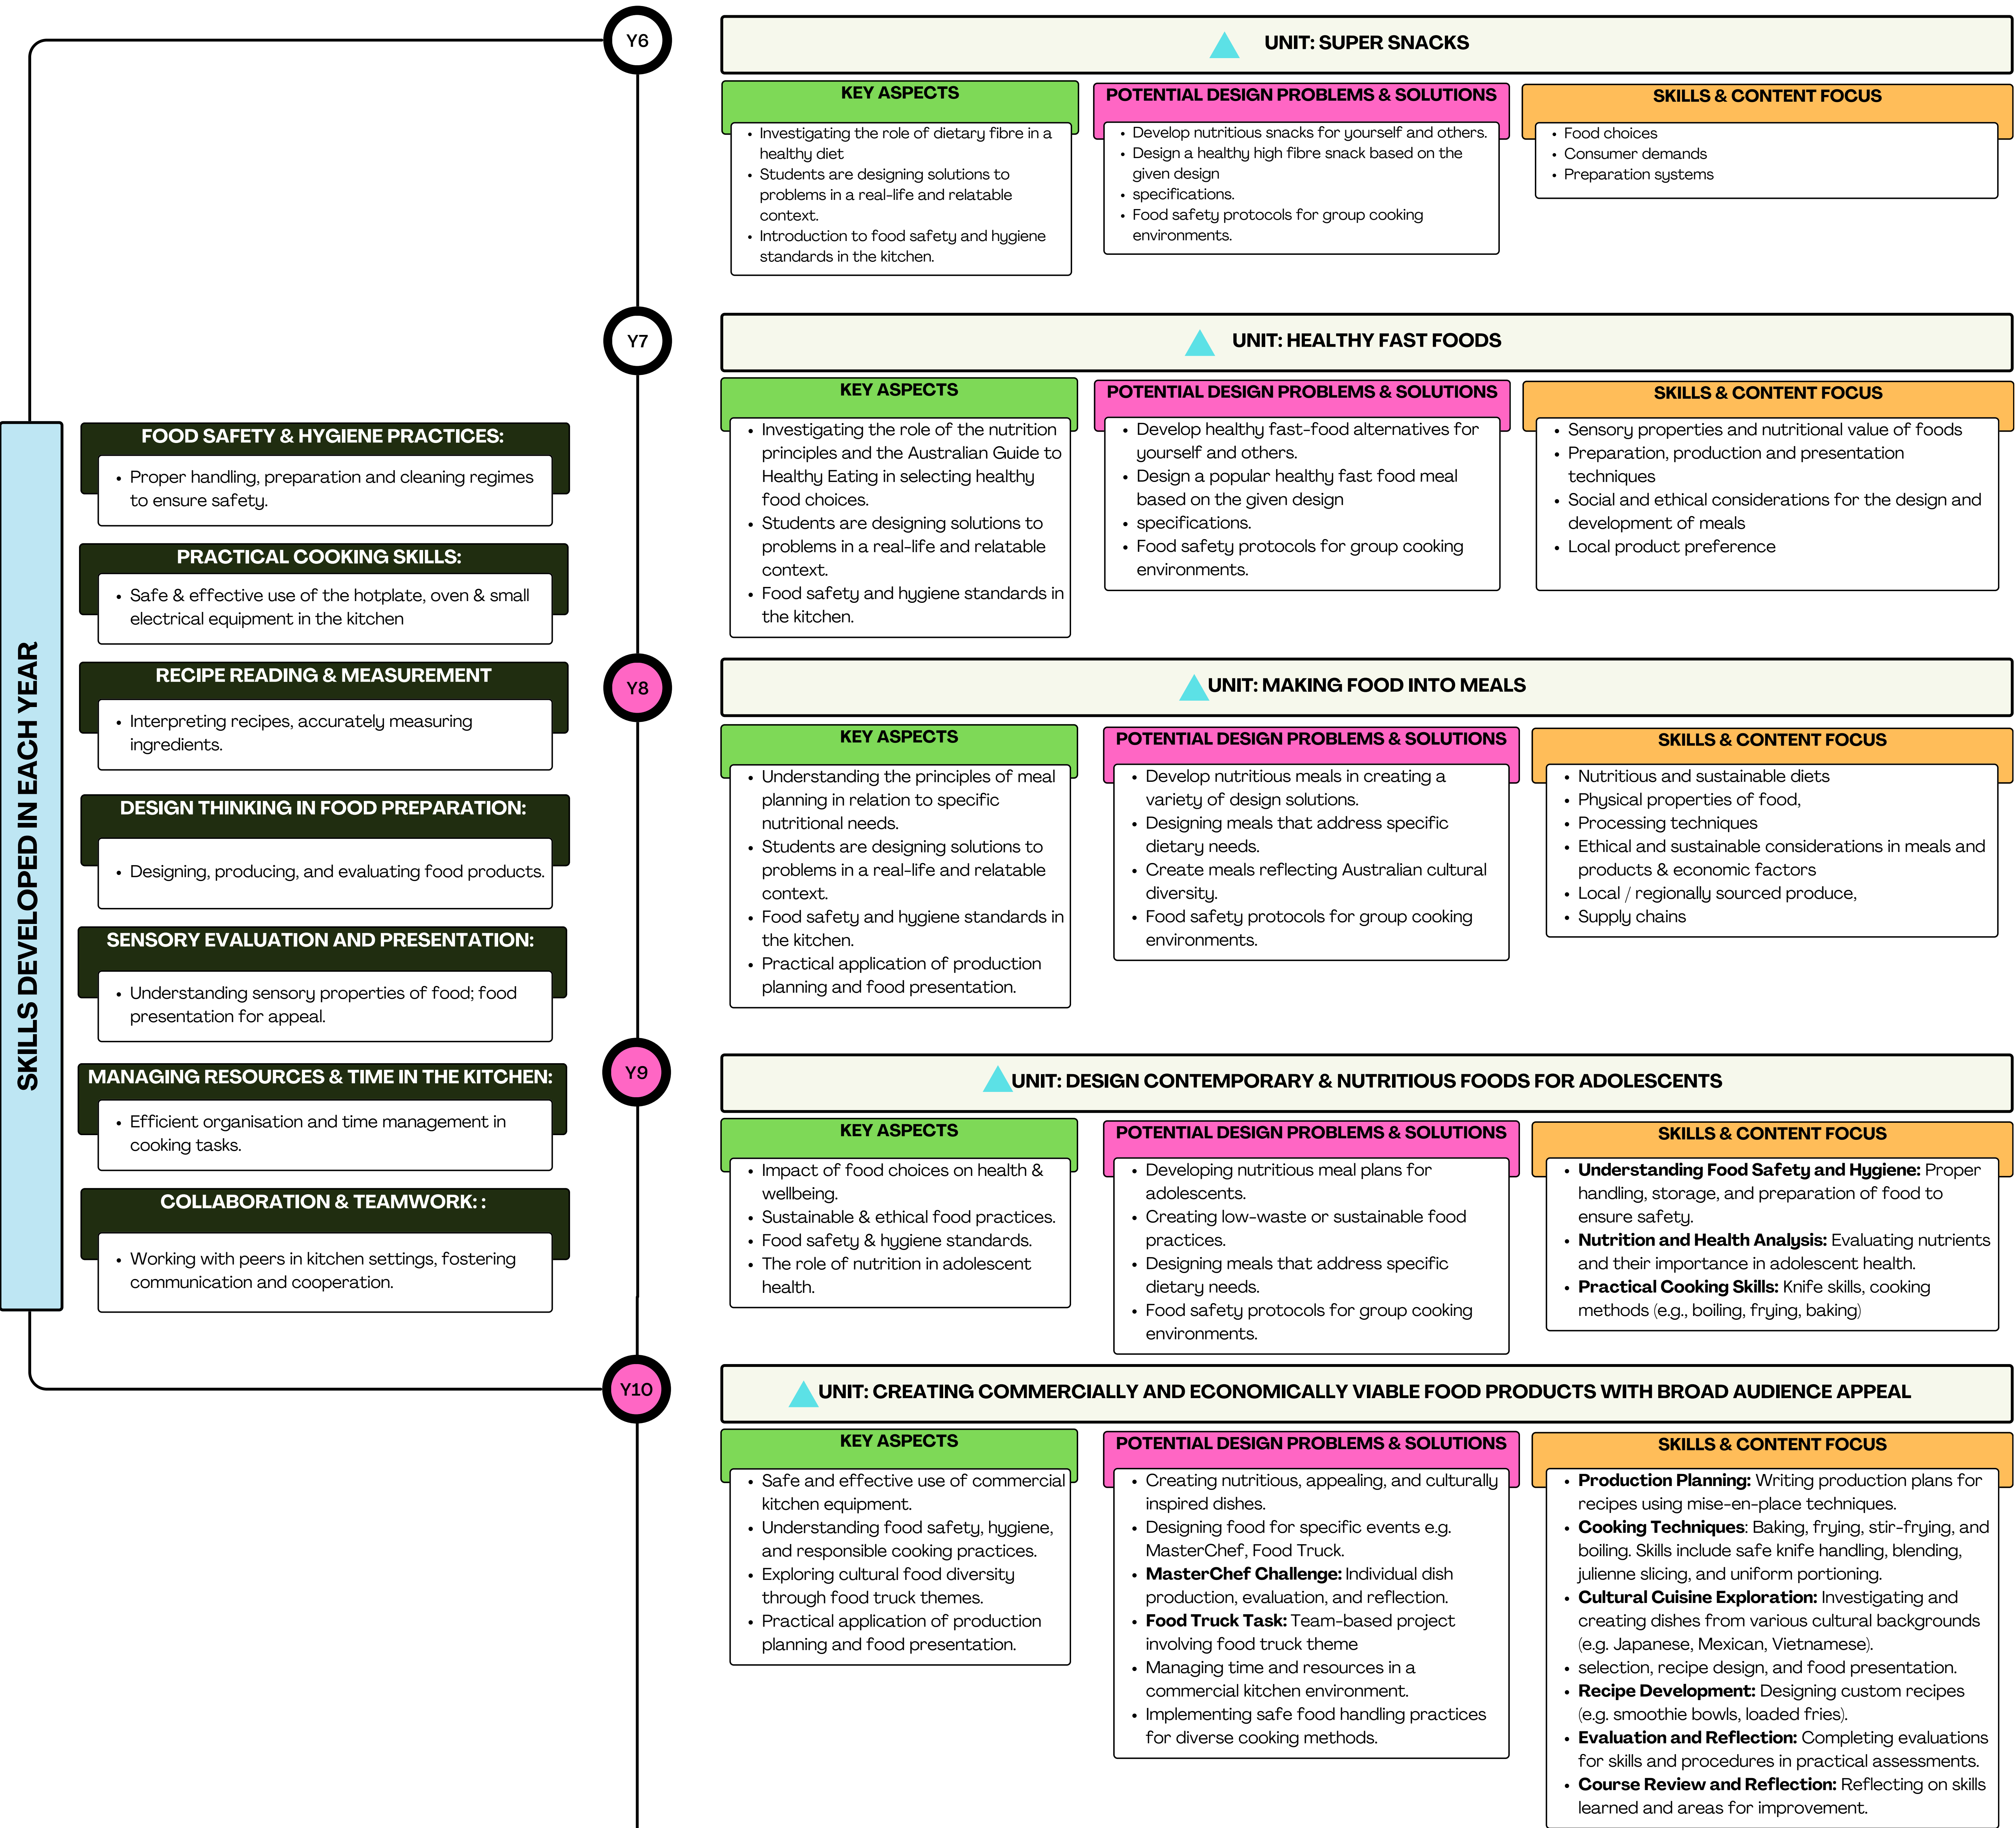 SKILLS DEVELOPED IN EACH YEAR
FOOD SAFETY & HYGIENE PRACTICES:
• Proper handling, preparation and cleaning regimes
to ensure safety.
PRACTICAL COOKING SKILLS:
• Safe & effective use of the hotplate, oven & small
electrical equipment in the kitchen
RECIPE READING & MEASUREMENT
• Interpreting recipes, accurately measuring
ingredients.
DESIGN THINKING IN FOOD PREPARATION:
• Designing, producing, and evaluating food products.
SENSORY EVALUATION AND PRESENTATION:
• Understanding sensory properties of food; food
presentation for appeal.
MANAGING RESOURCES & TIME IN THE KITCHEN:
• Efficient organisation and time management in
cooking tasks.
COLLABORATION & TEAMWORK: :
• Working with peers in kitchen settings, fostering
communication and cooperation.
Y6
UNIT: SUPER SNACKS
KEY ASPECTS
• Investigating the role of dietary fibre in a
healthy diet
• Students are designing solutions to
problems in a real-life and relatable
context.
• Introduction to food safety and hygiene
standards in the kitchen.
POTENTIAL DESIGN PROBLEMS & SOLUTIONS
• Develop nutritious snacks for yourself and others.
• Design a healthy high fibre snack based on the
given design
• specifications.
• Food safety protocols for group cooking
environments.
SKILLS & CONTENT FOCUS
• Food choices
• Consumer demands
• Preparation systems
Y7
UNIT: HEALTHY FAST FOODS
KEY ASPECTS
• Investigating the role of the nutrition
principles and the Australian Guide to
Healthy Eating in selecting healthy
food choices.
• Students are designing solutions to
problems in a real-life and relatable
context.
• Food safety and hygiene standards in
the kitchen.
POTENTIAL DESIGN PROBLEMS & SOLUTIONS
• Develop healthy fast-food alternatives for
yourself and others.
• Design a popular healthy fast food meal
based on the given design
• specifications.
• Food safety protocols for group cooking
environments.
SKILLS & CONTENT FOCUS
• Sensory properties and nutritional value of foods
• Preparation, production and presentation
techniques
• Social and ethical considerations for the design and
development of meals
• Local product preference
Y8
UNIT: MAKING FOOD INTO MEALS
KEY ASPECTS
• Understanding the principles of meal
planning in relation to specific
nutritional needs.
• Students are designing solutions to
problems in a real-life and relatable
context.
• Food safety and hygiene standards in
the kitchen.
• Practical application of production
planning and food presentation.
POTENTIAL DESIGN PROBLEMS & SOLUTIONS
• Develop nutritious meals in creating a
variety of design solutions.
• Designing meals that address specific
dietary needs.
• Create meals reflecting Australian cultural
diversity.
• Food safety protocols for group cooking
environments.
SKILLS & CONTENT FOCUS
• Nutritious and sustainable diets
• Physical properties of food,
• Processing techniques
• Ethical and sustainable considerations in meals and
products & economic factors
• Local / regionally sourced produce,
• Supply chains
Y9
UNIT: DESIGN CONTEMPORARY & NUTRITIOUS FOODS FOR ADOLESCENTS
KEY ASPECTS
• Impact of food choices on health &
wellbeing.
• Sustainable & ethical food practices.
• Food safety & hygiene standards.
• The role of nutrition in adolescent
health.
POTENTIAL DESIGN PROBLEMS & SOLUTIONS
• Developing nutritious meal plans for
adolescents.
• Creating low-waste or sustainable food
practices.
• Designing meals that address specific
dietary needs.
• Food safety protocols for group cooking
environments.
SKILLS & CONTENT FOCUS
• Understanding Food Safety and Hygiene: Proper
handling, storage, and preparation of food to
ensure safety.
• Nutrition and Health Analysis: Evaluating nutrients
and their importance in adolescent health.
• Practical Cooking Skills: Knife skills, cooking
methods (e.g., boiling, frying, baking)
Y10
UNIT: CREATING COMMERCIALLY AND ECONOMICALLY VIABLE FOOD PRODUCTS WITH BROAD AUDIENCE APPEAL
KEY ASPECTS
• Safe and effective use of commercial
kitchen equipment.
• Understanding food safety, hygiene,
and responsible cooking practices.
• Exploring cultural food diversity
through food truck themes.
• Practical application of production
planning and food presentation.
POTENTIAL DESIGN PROBLEMS & SOLUTIONS
• Creating nutritious, appealing, and culturally
inspired dishes.
• Designing food for specific events e.g.
MasterChef, Food Truck.
• MasterChef Challenge: Individual dish
production, evaluation, and reflection.
• Food Truck Task: Team-based project
involving food truck theme
• Managing time and resources in a
commercial kitchen environment.
• Implementing safe food handling practices
for diverse cooking methods.
SKILLS & CONTENT FOCUS
• Production Planning: Writing production plans for
recipes using mise-en-place techniques.
• Cooking Techniques: Baking, frying, stir-frying, and
boiling. Skills include safe knife handling, blending,
julienne slicing, and uniform portioning.
• Cultural Cuisine Exploration: Investigating and
creating dishes from various cultural backgrounds
(e.g. Japanese, Mexican, Vietnamese).
• selection, recipe design, and food presentation.
• Recipe Development: Designing custom recipes
(e.g. smoothie bowls, loaded fries).
• Evaluation and Reflection: Completing evaluations
for skills and procedures in practical assessments.
• Course Review and Reflection: Reflecting on skills
learned and areas for improvement.